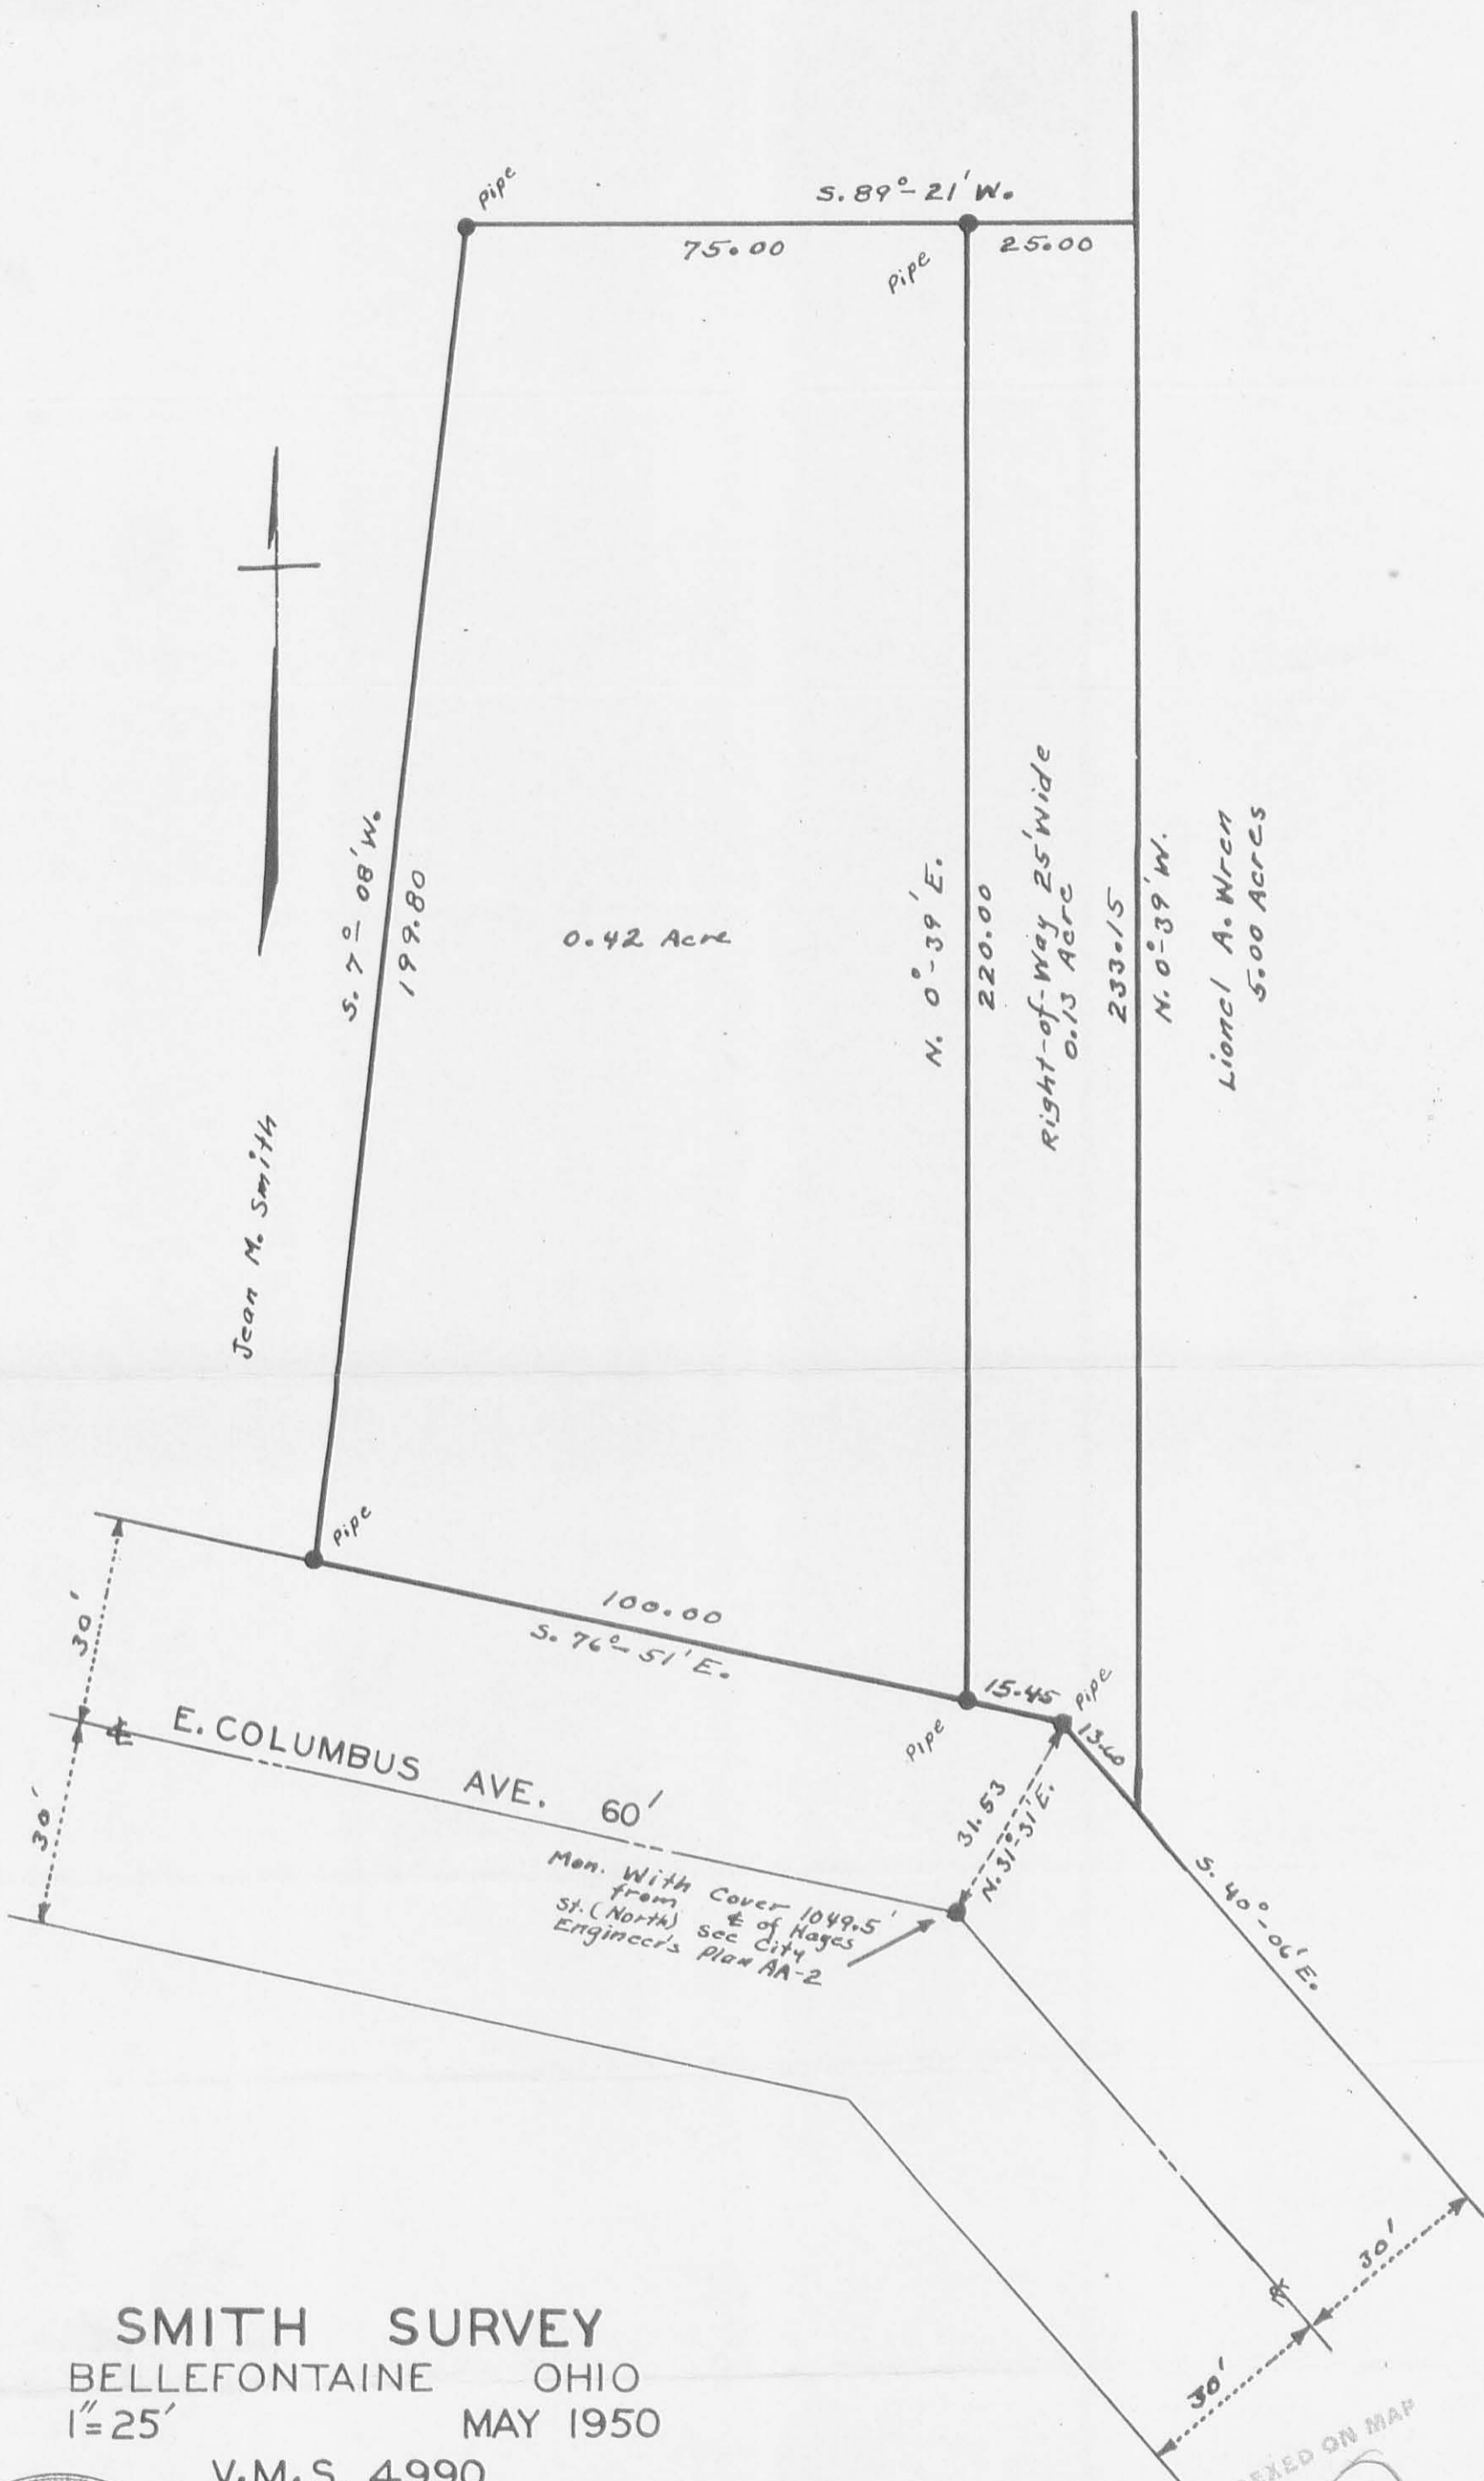 pipe
S. 89°-21' W.
75.00
pipe
25.00
S. 7°-08' W.
199.80
0.42 Acre
N. 0°-39' E.
220.00
Right-of-Way 25' Wide
0.13 Acre
233.15
N. 0°-39' W.
Lionel A. Wren
5.00 Acres
Jean M. Smith
pipe
100.00
S. 76°-51' E.
15.45
pipe
13.60
pipe
30'
30'
℄ E. COLUMBUS AVE. 60'
31.53
N. 31°-31' E.
Mon. With Cover 1049.5'
from ℄ of Hayes
St. (North) see City
Engineer's Plan AA-2
S. 40°-06' E.
30'
30'
SMITH SURVEY
BELLEFONTAINE OHIO
1"=25' MAY 1950
V.M.S. 4990
ON MAP